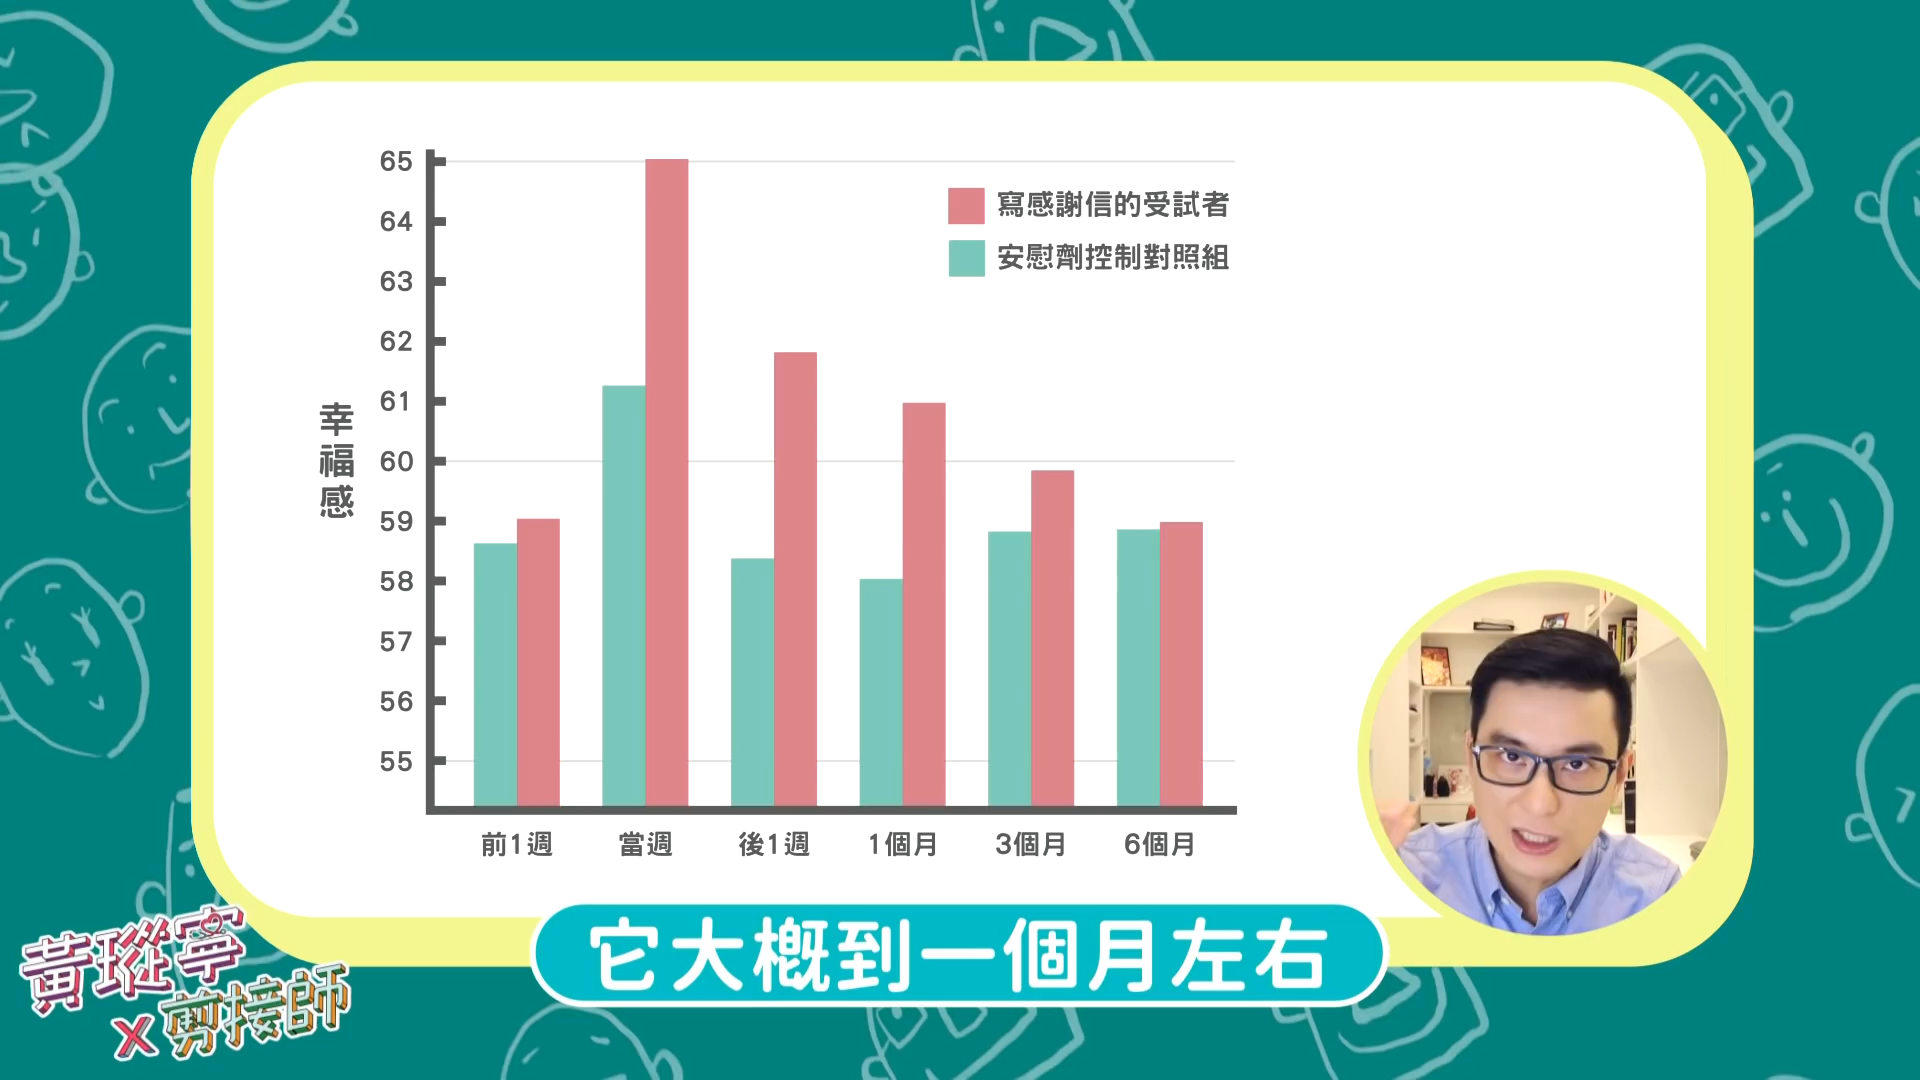 65
64
63
62
61
60
59
58
57
56
55
幸福感
寫感謝信的受試者
安慰劑控制對照組
前1週
當週
後1週
1個月
3個月
6個月
它大概到一個月左右
黃瑽寧
X剪接師